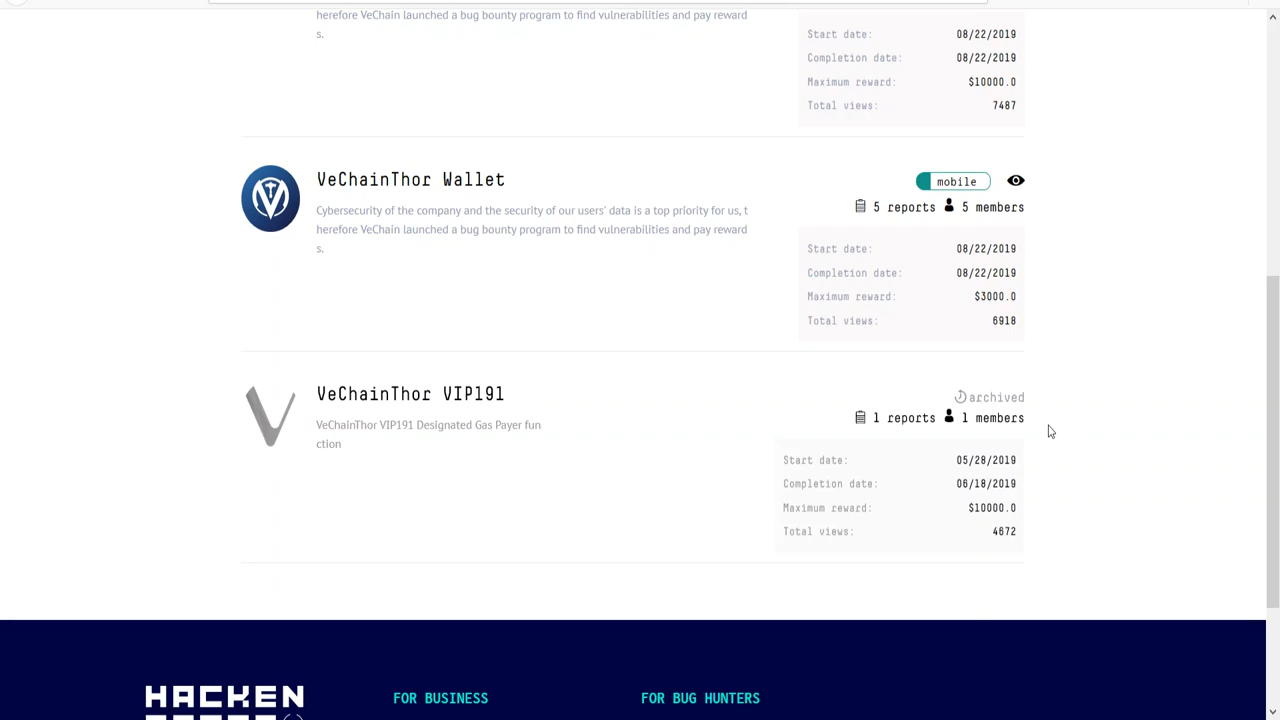 herefore VeChain launched a bug bounty program to find vulnerabilities and pay reward
s.
Start date: 08/22/2019
Completion date: 08/22/2019
Maximum reward: $10000.0
Total views: 7487
VeChainThor Wallet
mobile
Cybersecurity of the company and the security of our users' data is a top priority for us, t
herefore VeChain launched a bug bounty program to find vulnerabilities and pay reward
s.
5 reports 5 members
Start date: 08/22/2019
Completion date: 08/22/2019
Maximum reward: $3000.0
Total views: 6918
VeChainThor VIP191
archived
VeChainThor VIP191 Designated Gas Payer fun
ction
1 reports 1 members
Start date: 05/28/2019
Completion date: 06/18/2019
Maximum reward: $10000.0
Total views: 4672
HACKEN
FOR BUSINESS
FOR BUG HUNTERS